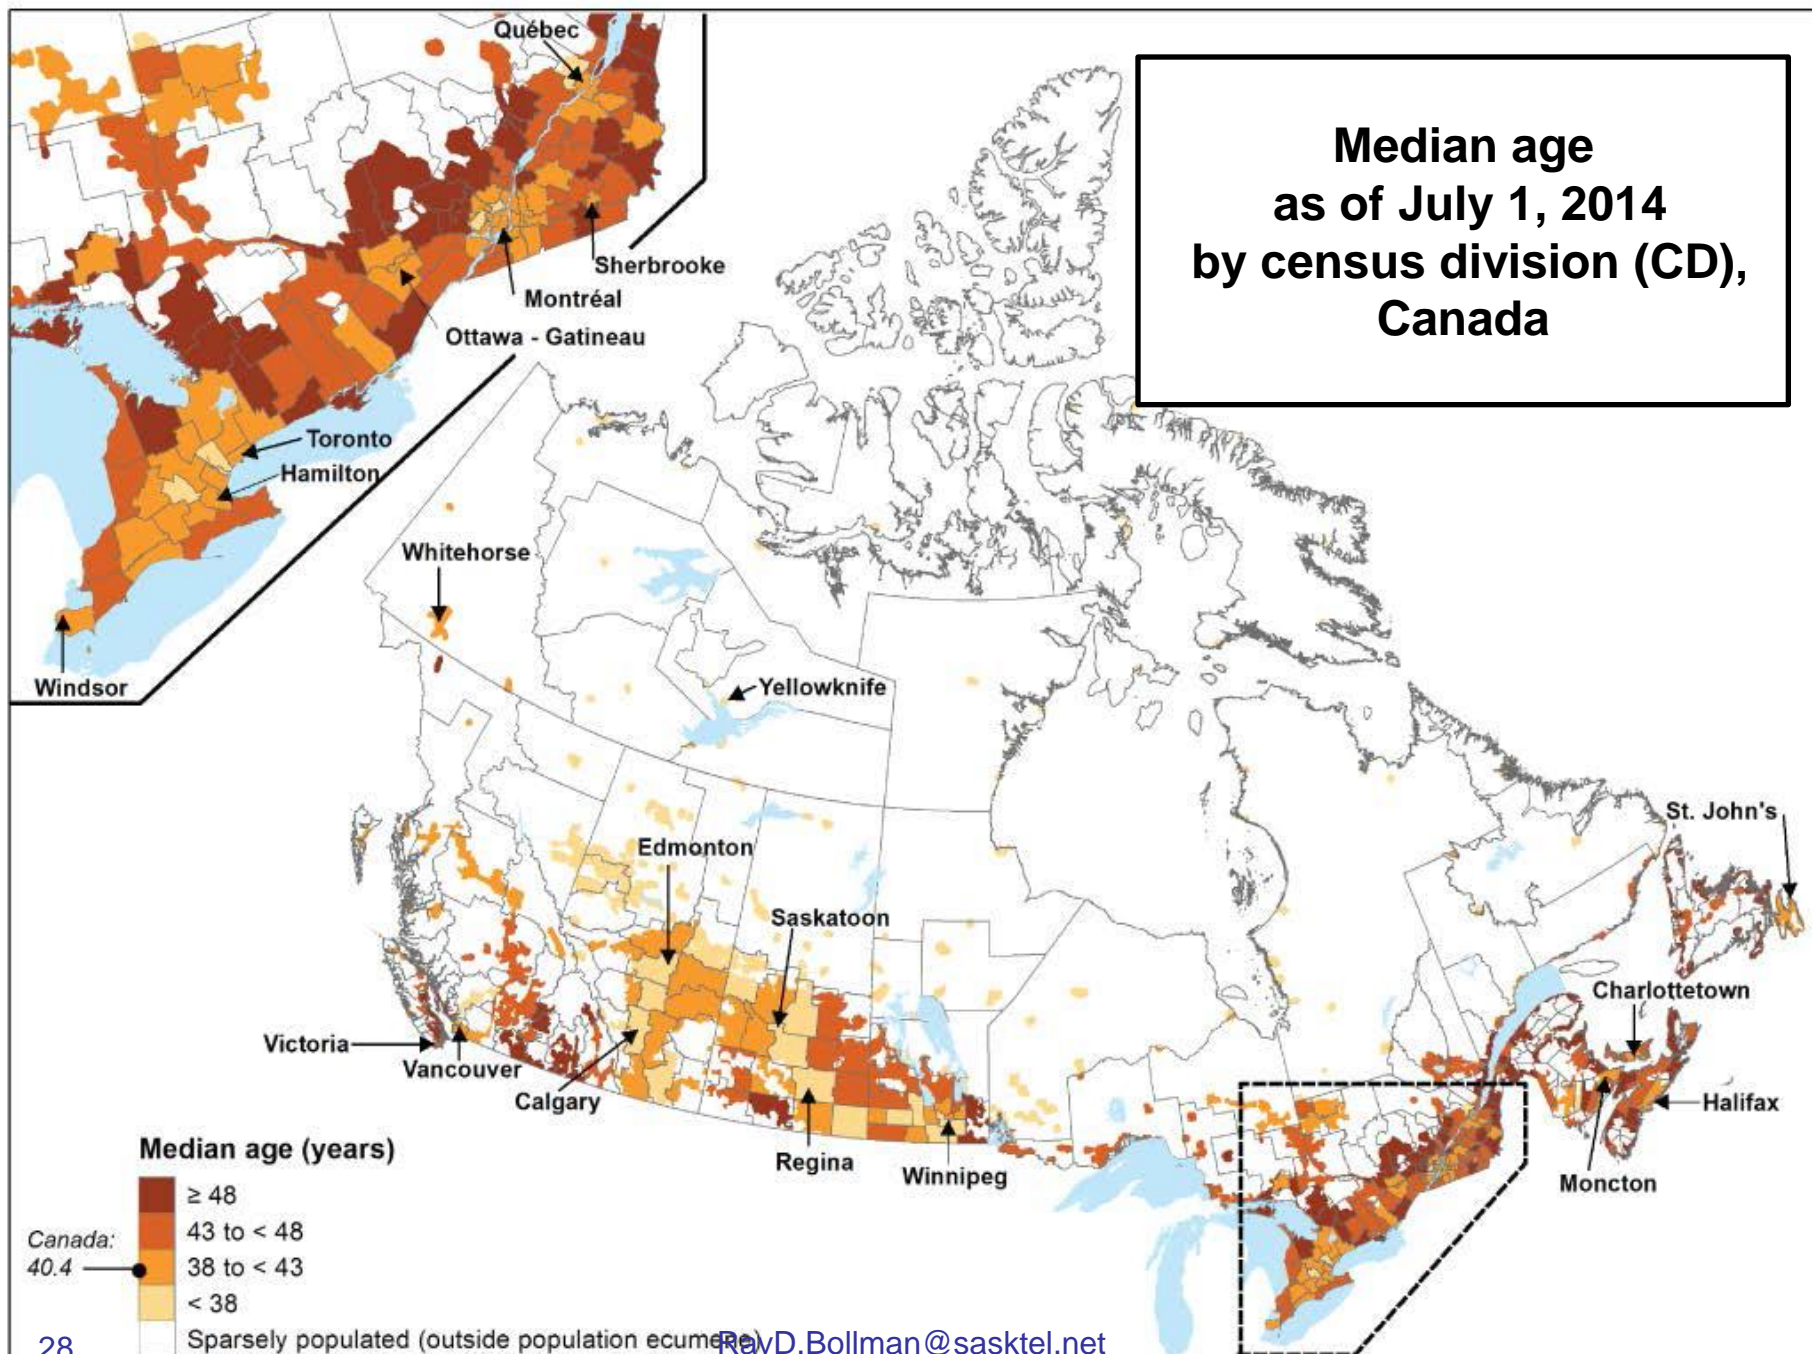 Median age
as of July 1, 2014
by census division (CD),
Canada
Québec
Sherbrooke
Montréal
Ottawa - Gatineau
Toronto
Hamilton
Windsor
Whitehorse
Yellowknife
Edmonton
Saskatoon
St. John's
Charlottetown
Victoria
Vancouver
Calgary
Halifax
Regina
Winnipeg
Moncton
Median age (years)
≥ 48
43 to < 48
Canada:
40.4
38 to < 43
< 38
Sparsely populated (outside population ecumene)
28
RayD.Bollman@sasktel.net